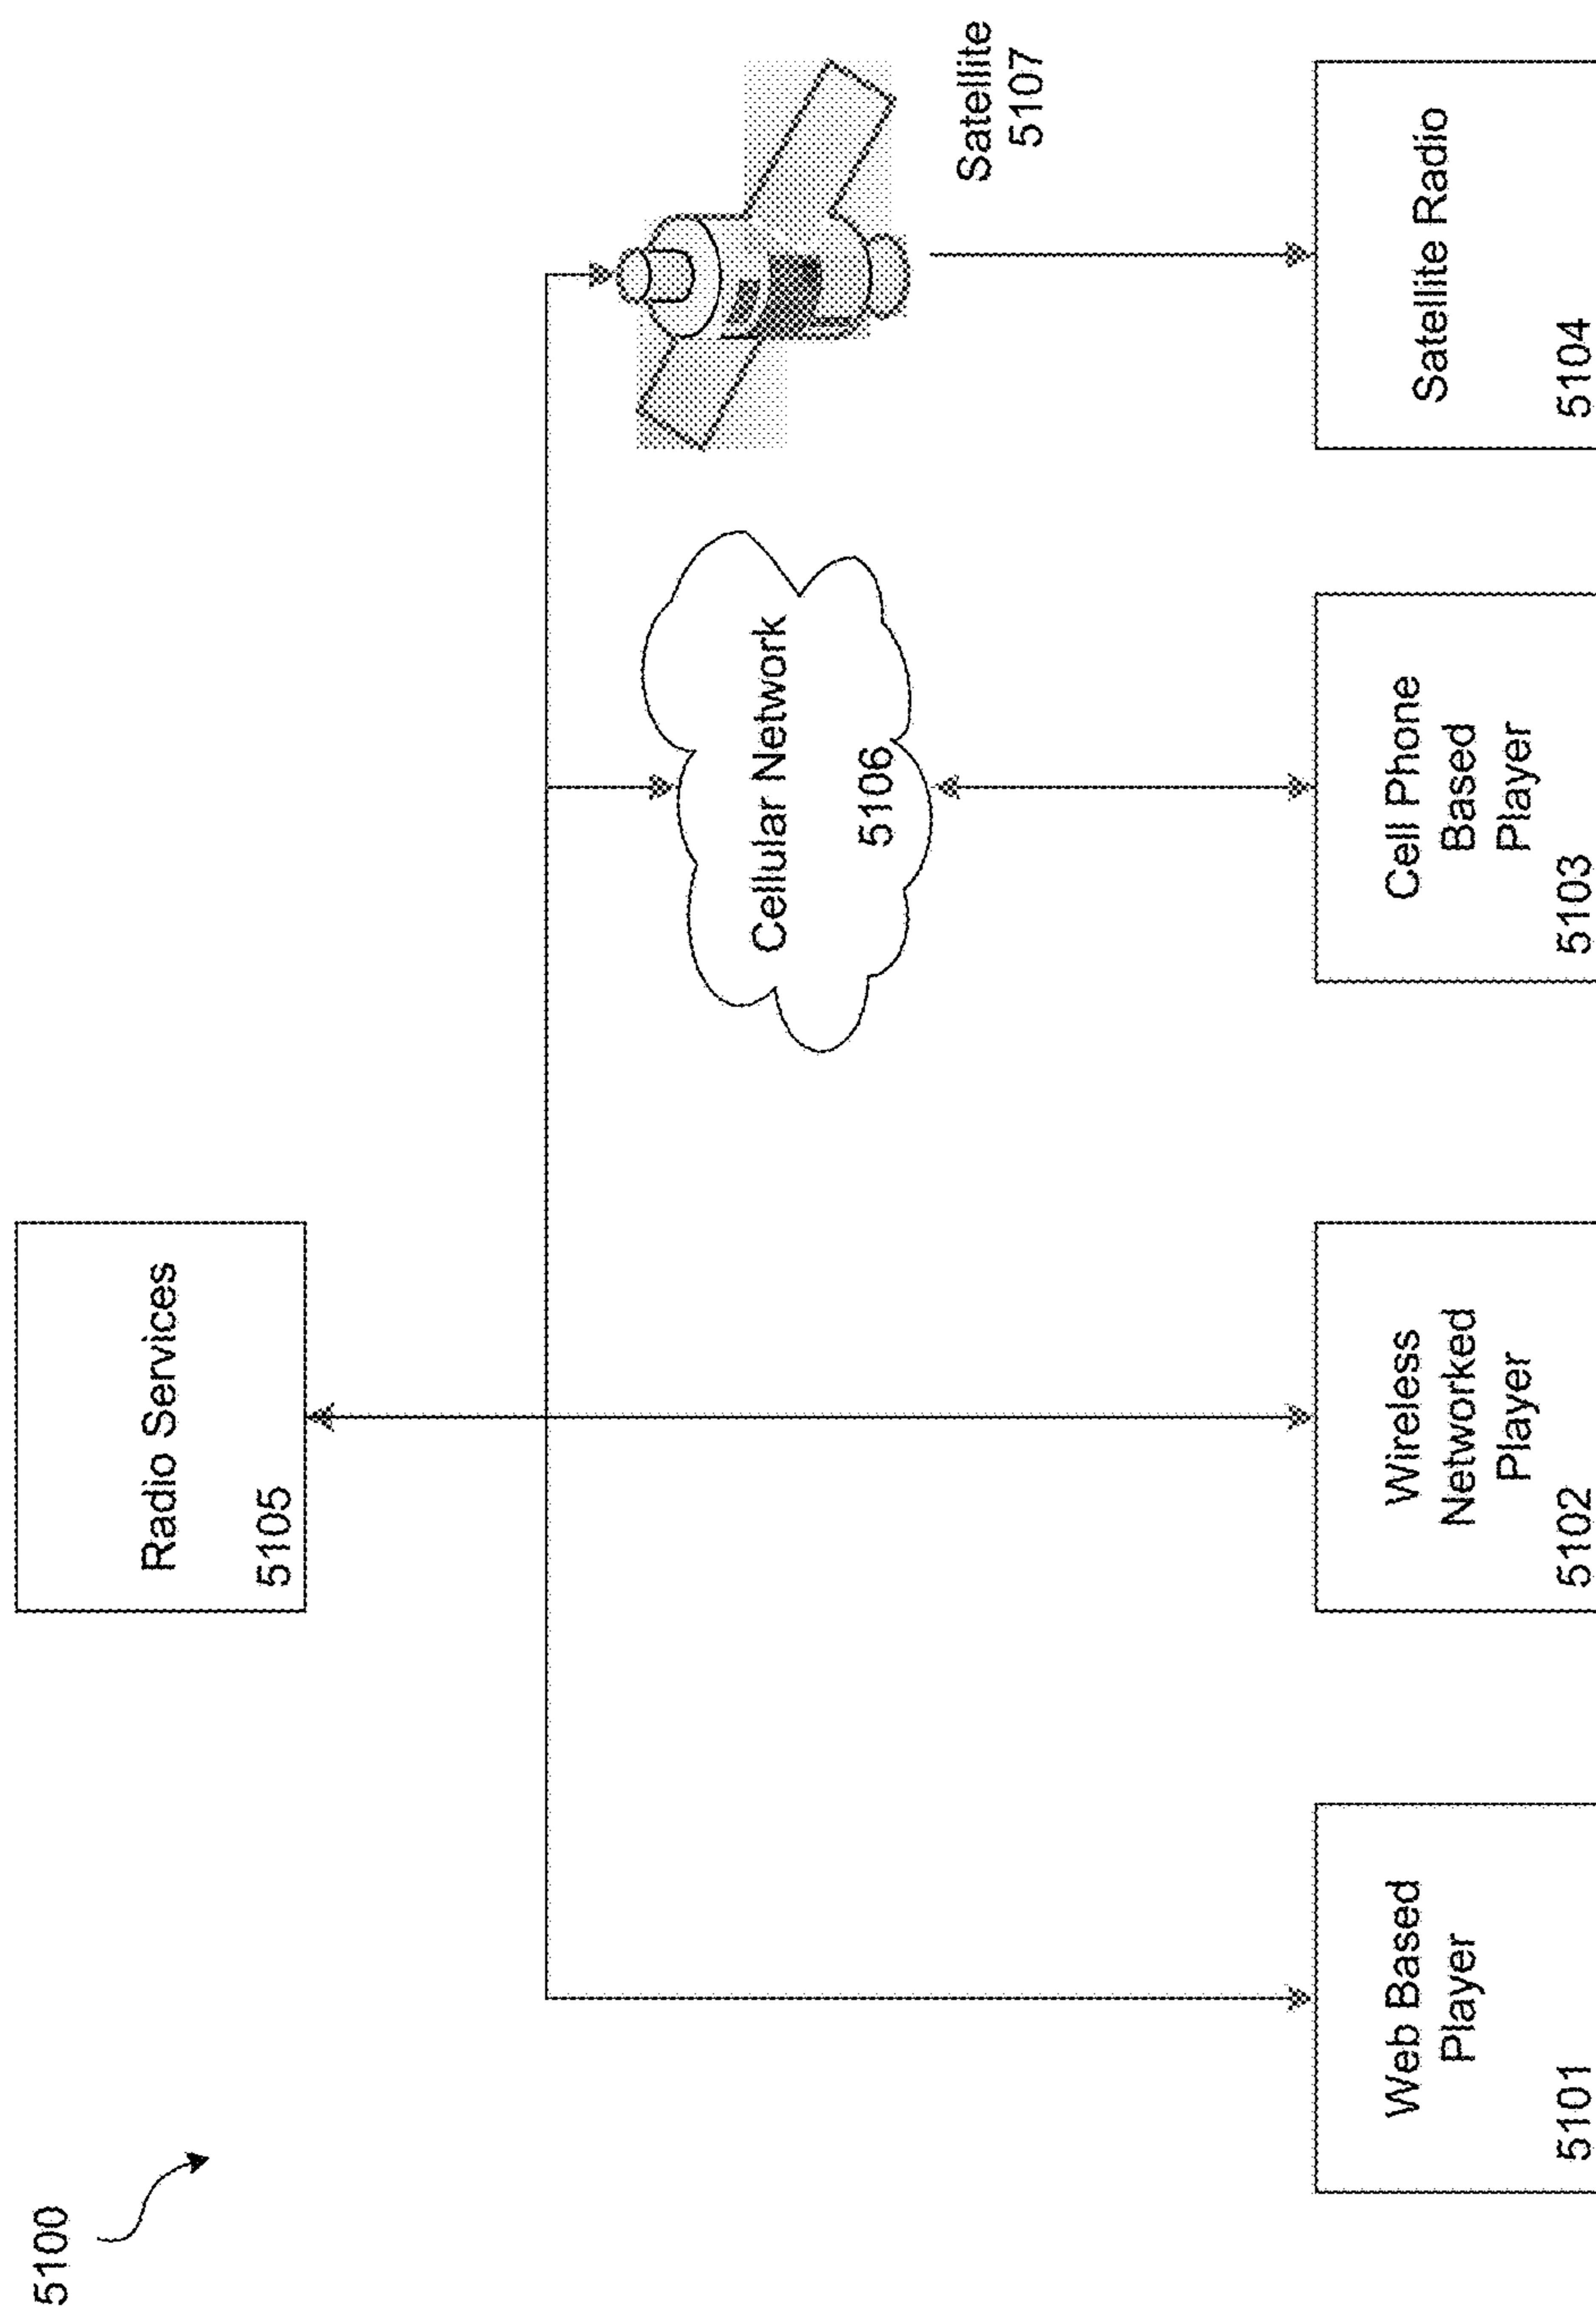 5100
Radio Services
5105
Cellular Network
5106
Satellite
5107
Web Based
Player
5101
Wireless
Networked
Player
5102
Cell Phone
Based
Player
5103
Satellite Radio
5104